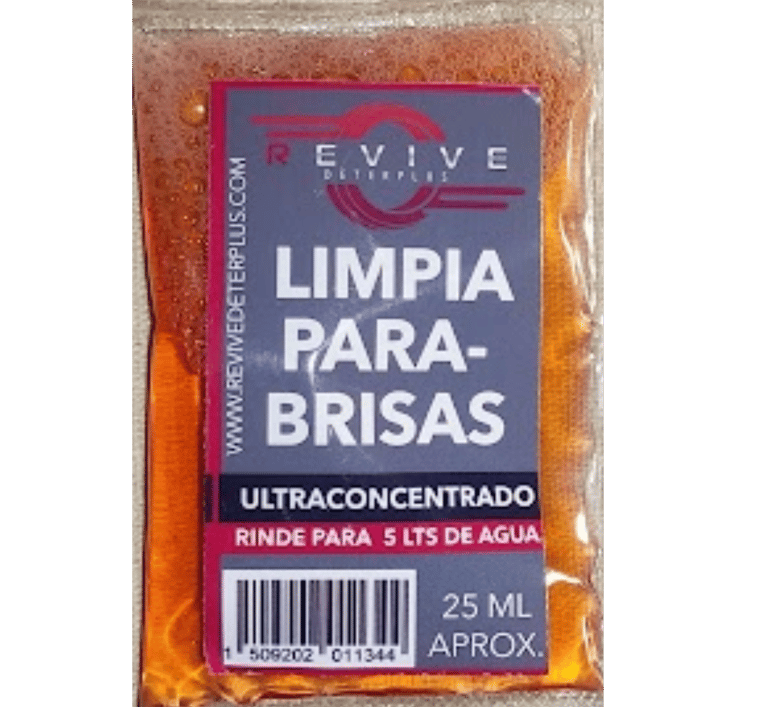 REVIVE
DETERPLUS
WWW.REVIVEDETERPLUS.COM
LIMPIA
PARA-
BRISAS
ULTRACONCENTRADO
RINDE PARA 5 LTS DE AGUA
25 ML
APROX.
1 509202 011344